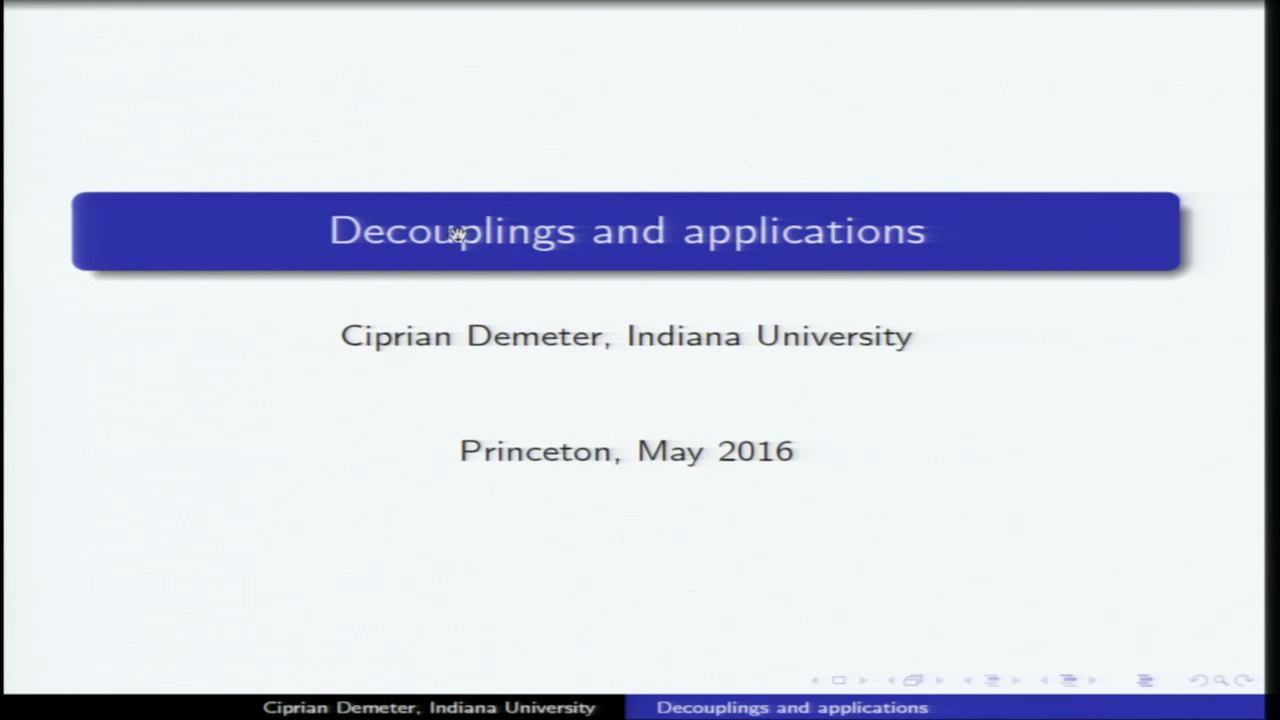 Decouplings and applications
Ciprian Demeter, Indiana University
Princeton, May 2016
Ciprian Demeter, Indiana University
Decouplings and applications